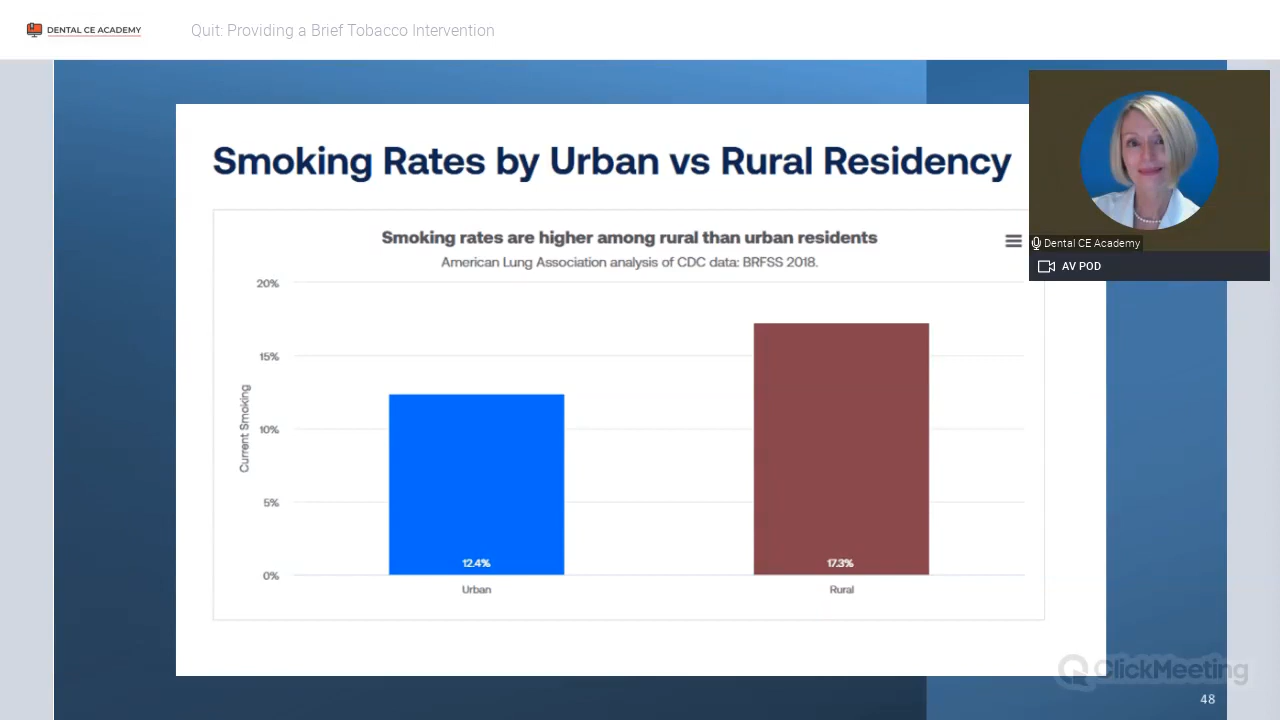 DENTAL CE ACADEMY
Quit: Providing a Brief Tobacco Intervention
Smoking Rates by Urban vs Rural Residency
Smoking rates are higher among rural than urban residents
American Lung Association analysis of CDC data: BRFSS 2018.
Dental CE Academy
AV POD
Current Smoking
20%
15%
10%
5%
0%
12.4%
17.3%
Urban
Rural
ClickMeeting
48